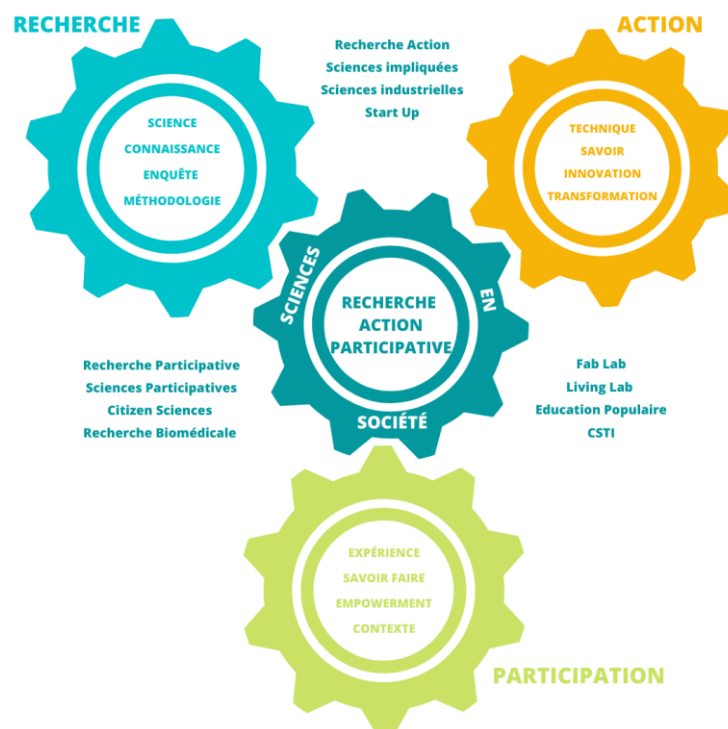 RECHERCHE
ACTION
Recherche Action
Sciences impliquées
Sciences industrielles
Start Up
SCIENCE
CONNAISSANCE
ENQUÊTE
MÉTHODOLOGIE
TECHNIQUE
SAVOIR
INNOVATION
TRANSFORMATION
SCIENCES
EN
SOCIÉTÉ
RECHERCHE
ACTION
PARTICIPATIVE
Recherche Participative
Sciences Participatives
Citizen Sciences
Recherche Biomédicale
Fab Lab
Living Lab
Education Populaire
CSTI
EXPÉRIENCE
SAVOIR FAIRE
EMPOWERMENT
CONTEXTE
PARTICIPATION